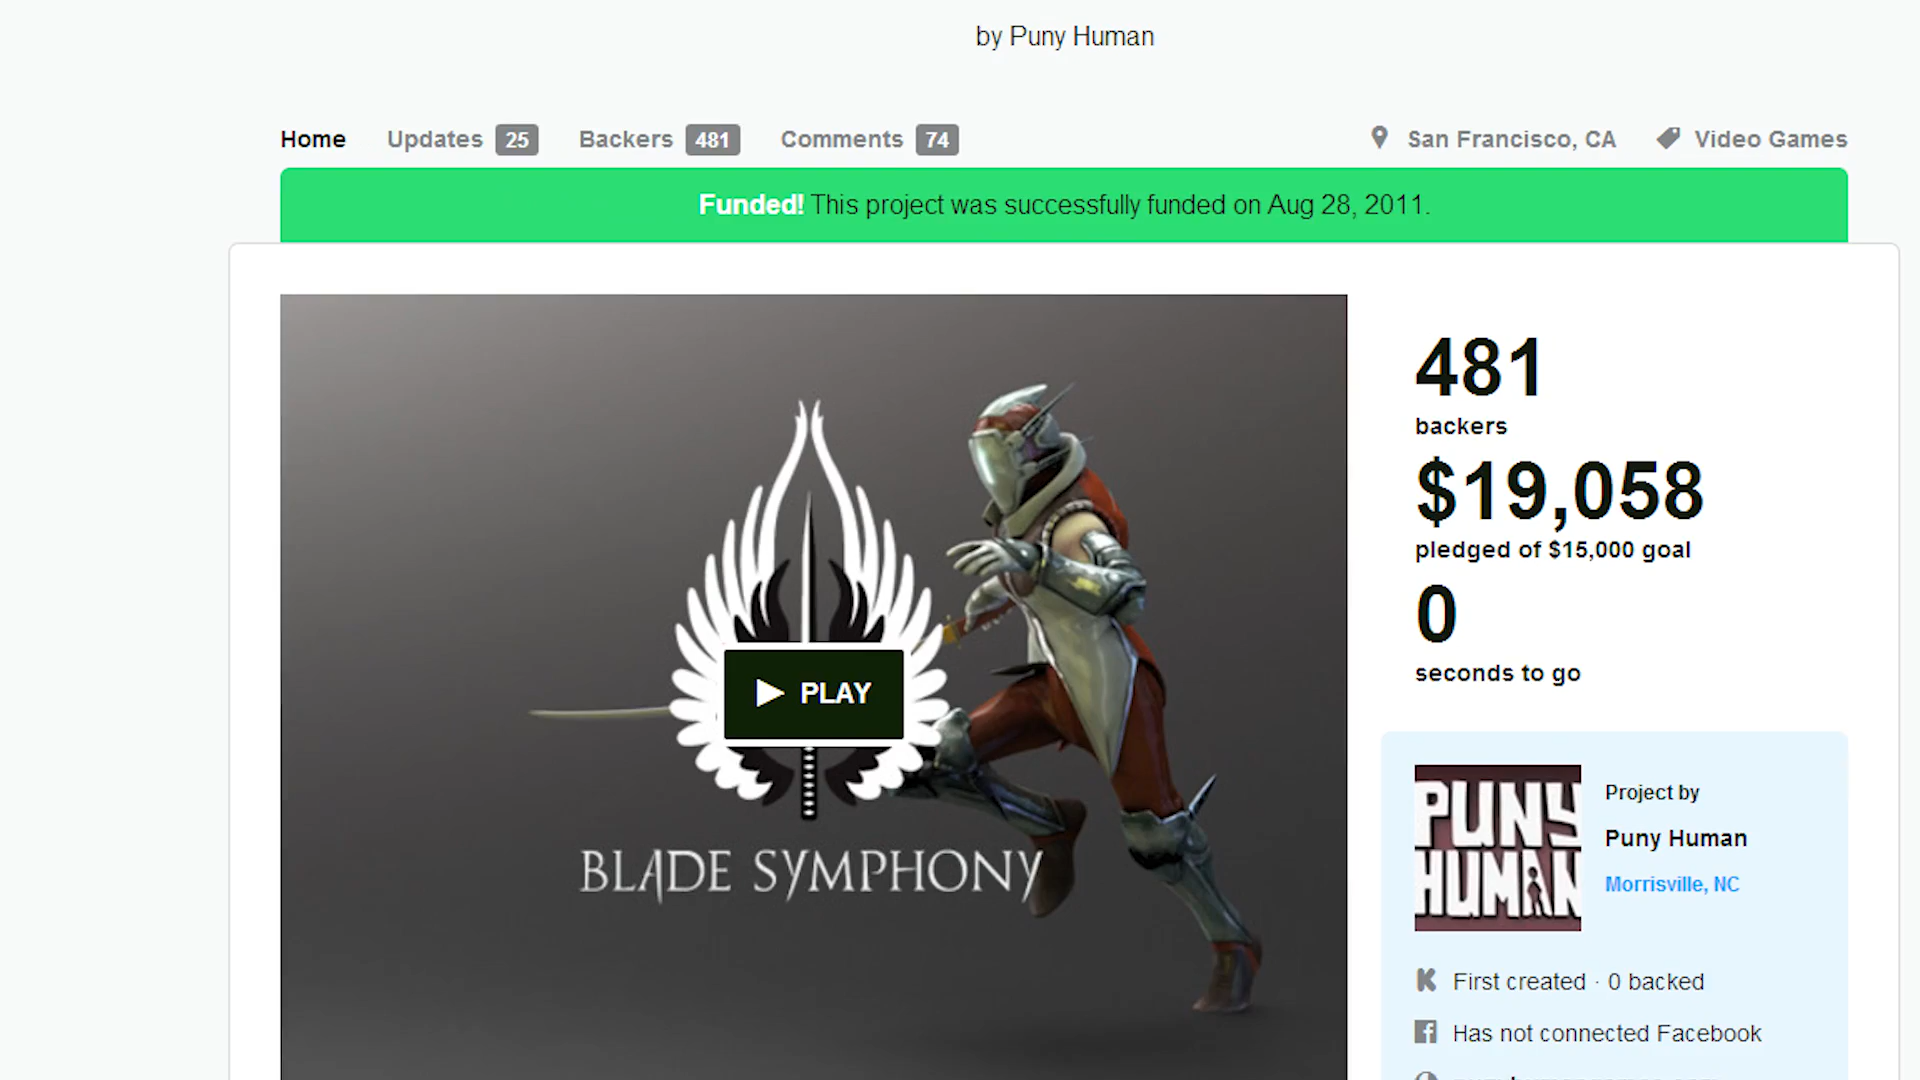 by Puny Human
Home Updates 25 Backers 481 Comments 74 San Francisco, CA Video Games
Funded! This project was successfully funded on Aug 28, 2011.
481
backers
$19,058
pledged of $15,000 goal
0
seconds to go
PLAY
BLADE SYMPHONY
PUNY
HUMAN
Project by
Puny Human
Morrisville, NC
First created · 0 backed
Has not connected Facebook